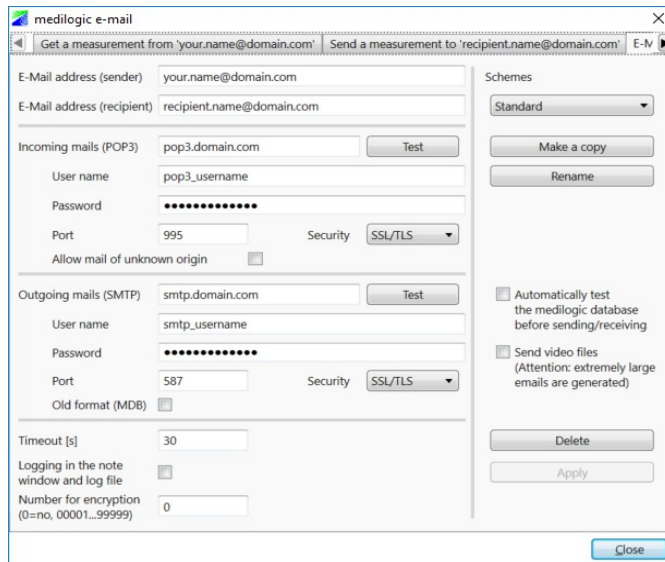 medilogic e-mail
Get a measurement from 'your.name@domain.com'
Send a measurement to 'recipient.name@domain.com'
E-M
E-Mail address (sender)
your.name@domain.com
E-Mail address (recipient)
recipient.name@domain.com
Incoming mails (POP3)
pop3.domain.com
Test
User name
pop3_username
Password
●●●●●●●●●●●●●
Port
995
Security
SSL/TLS
Allow mail of unknown origin
Outgoing mails (SMTP)
smtp.domain.com
Test
User name
smtp_username
Password
●●●●●●●●●●●●●
Port
587
Security
SSL/TLS
Old format (MDB)
Timeout [s]
30
Logging in the note
window and log file
Number for encryption
(0=no, 00001...99999)
0
Schemes
Standard
Make a copy
Rename
Automatically test
the medilogic database
before sending/receiving
Send video files
(Attention: extremely large
emails are generated)
Delete
Apply
Close